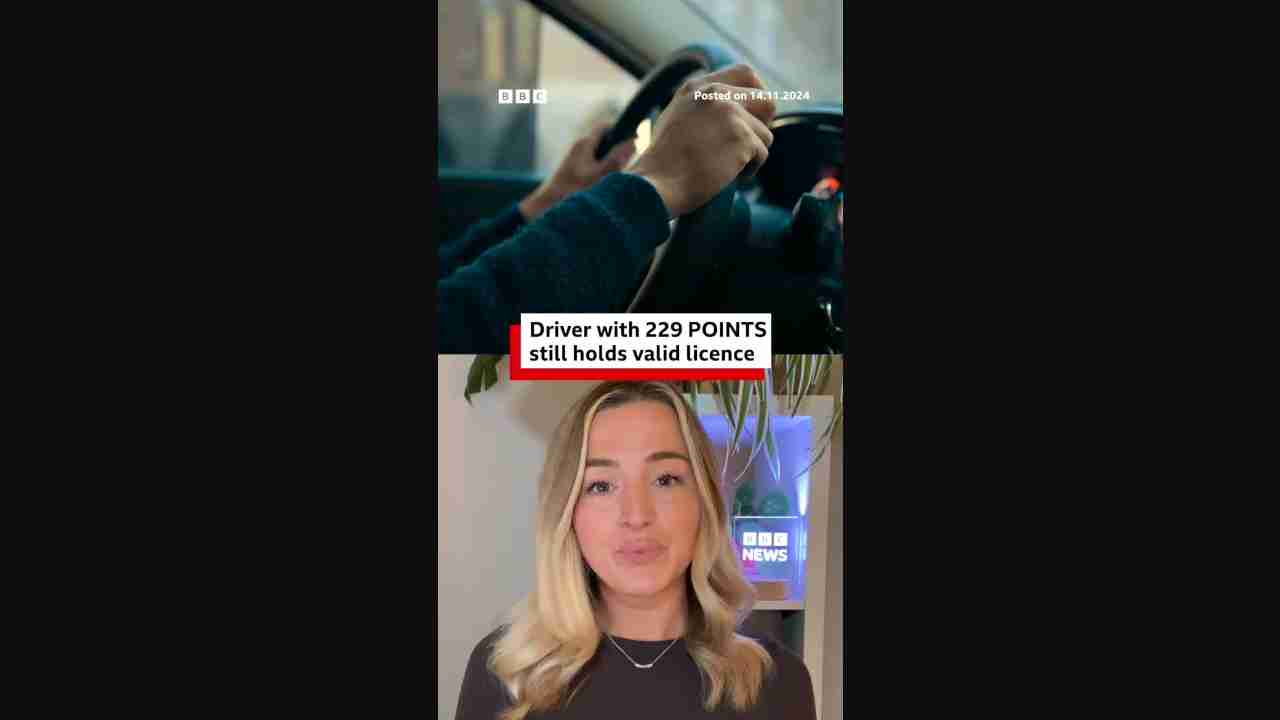 BBC
Posted on 14.11.2024
Driver with 229 POINTS
still holds valid licence
BBC
NEWS